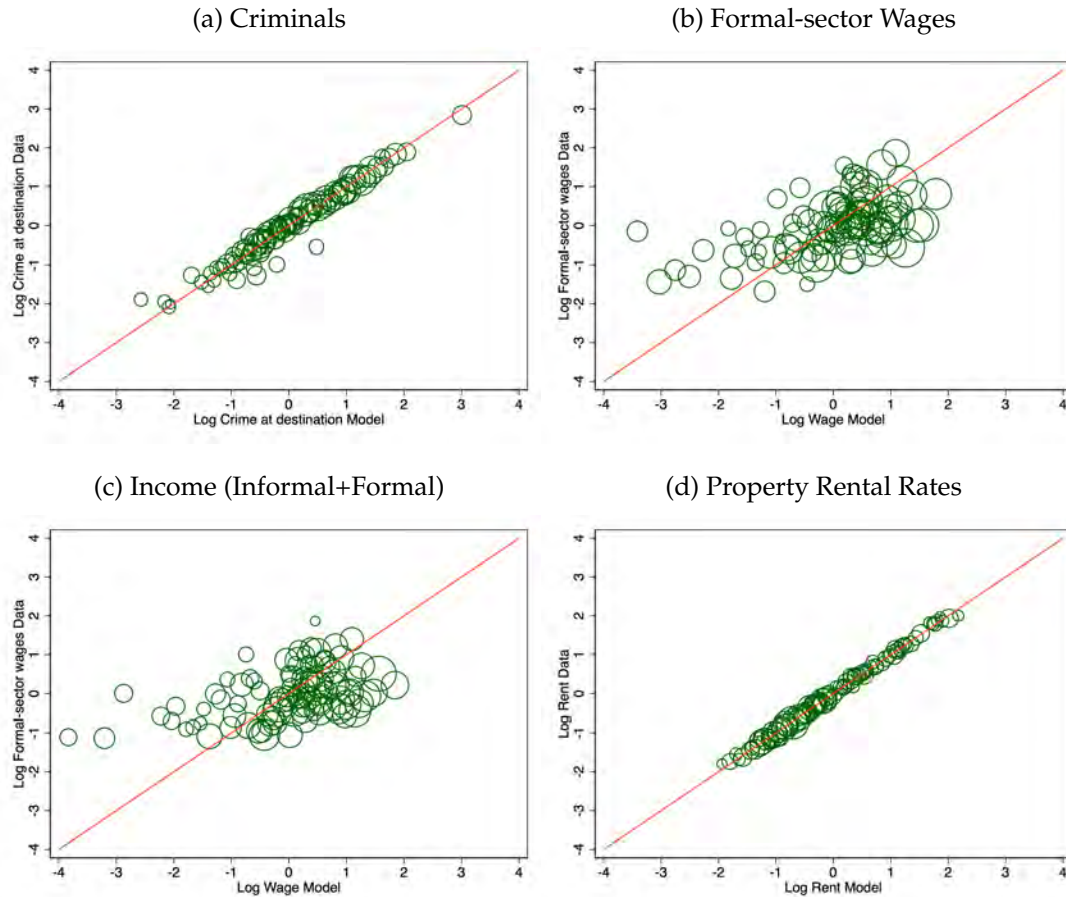 (a) Criminals
(b) Formal-sector Wages
4
3
2
1
0
-1
-2
-3
-4
Log Crime at destination Data
-4 -3 -2 -1 0 1 2 3 4
Log Crime at destination Model
4
3
2
1
0
-1
-2
-3
-4
Log Formal-sector wages Data
-4 -3 -2 -1 0 1 2 3 4
Log Wage Model
(c) Income (Informal+Formal)
(d) Property Rental Rates
4
3
2
1
0
-1
-2
-3
-4
Log Formal-sector wages Data
-4 -3 -2 -1 0 1 2 3 4
Log Wage Model
4
3
2
1
0
-1
-2
-3
-4
Log Rent Data
-4 -3 -2 -1 0 1 2 3 4
Log Rent Model